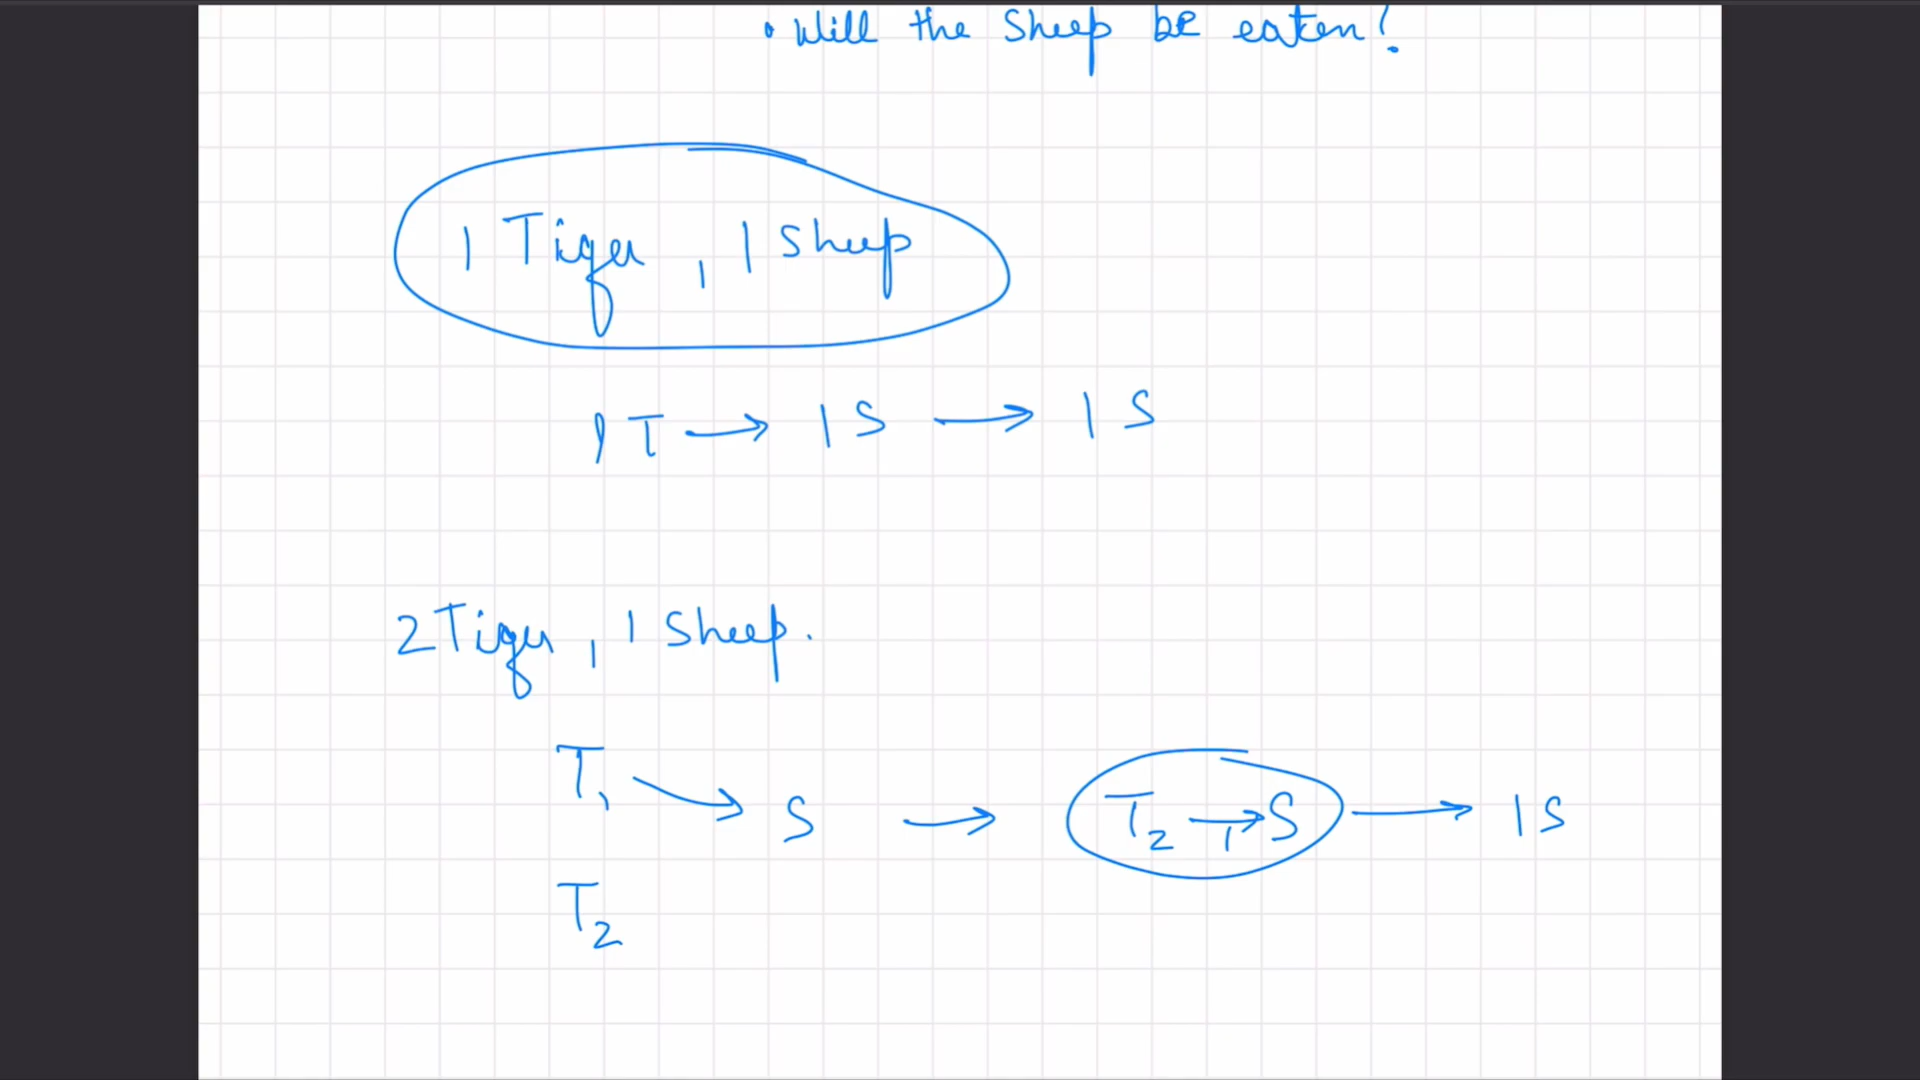 • Will the sheep be eaten?
1 Tiger, 1 Sheep
1 T → 1 S → 1 S
2 Tiger, 1 Sheep.
T₁ → S → T₂ → 1 S → 1 S
T₂